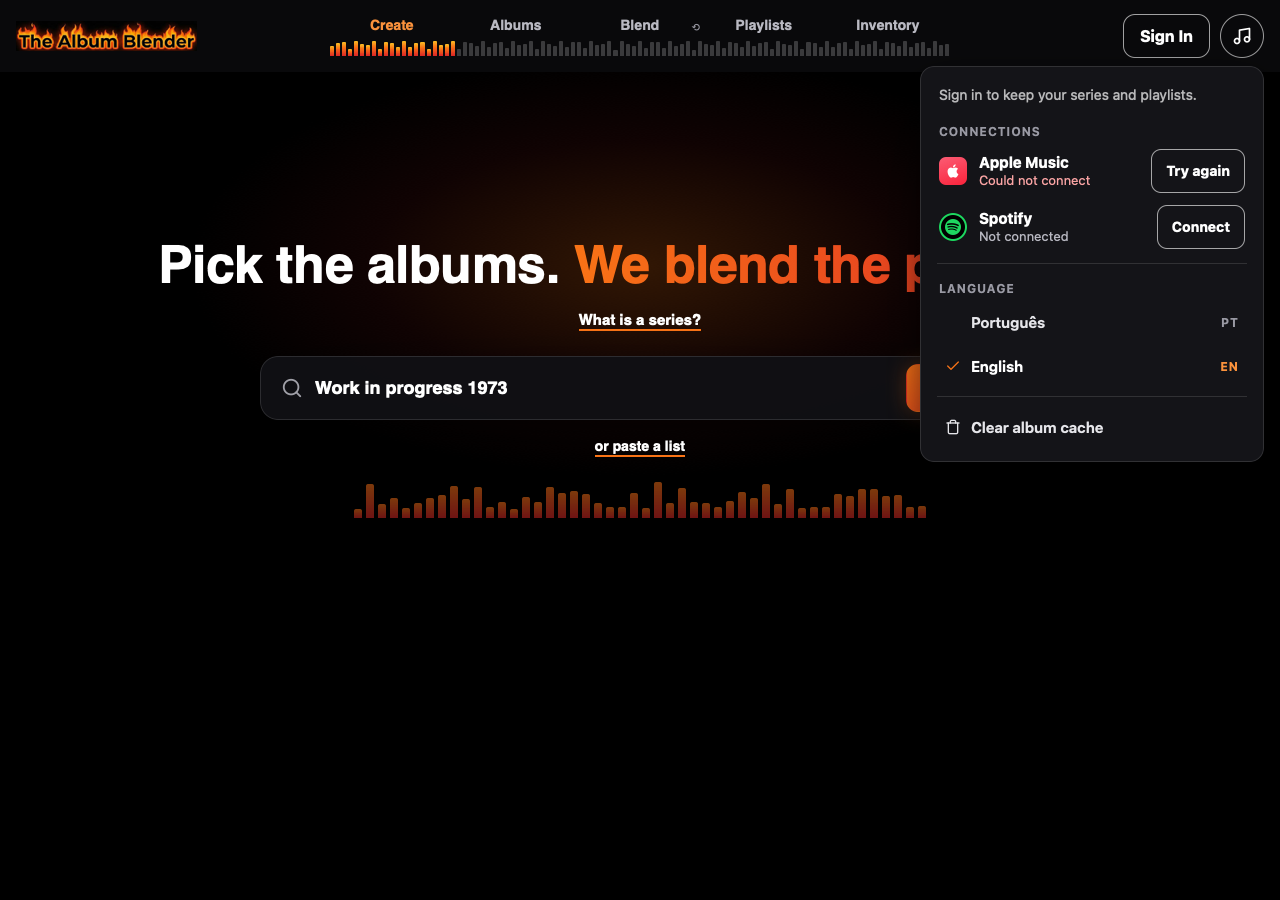 The Album Blender
Create
Albums
Blend
Playlists
Inventory
Sign In
Sign in to keep your series and playlists.
CONNECTIONS
Apple Music
Could not connect
Try again
Spotify
Not connected
Connect
LANGUAGE
Português PT
English EN
Clear album cache
Pick the albums. We blend the
What is a series?
Work in progress 1973
or paste a list